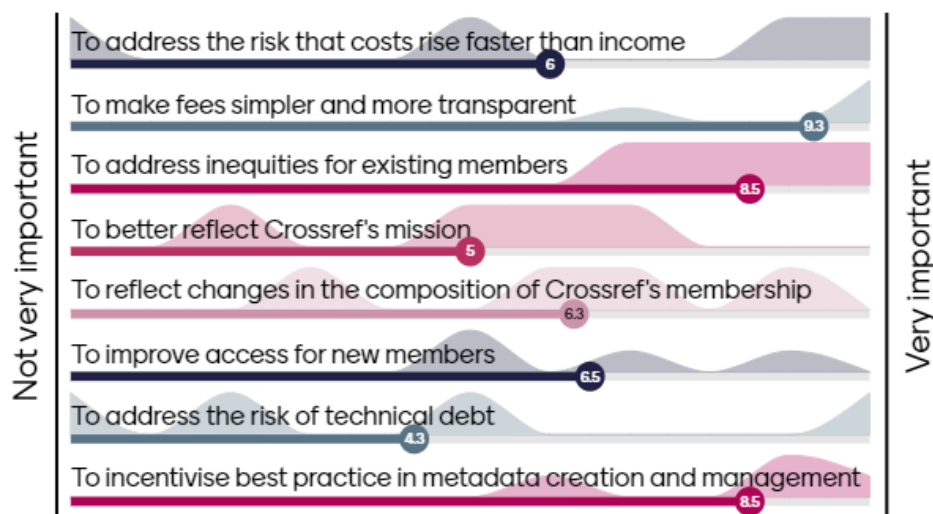 Not very important
To address the risk that costs rise faster than income
6
To make fees simpler and more transparent
9.3
To address inequities for existing members
8.5
To better reflect Crossref's mission
5
To reflect changes in the composition of Crossref's membership
6.3
To improve access for new members
6.5
To address the risk of technical debt
4.3
To incentivise best practice in metadata creation and management
8.5
Very important